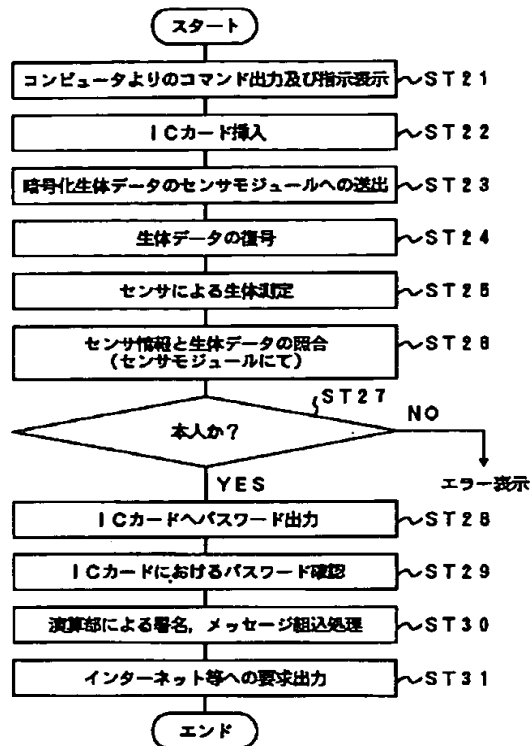 スタート
コンピュータよりのコマンド出力及び指示表示 ST21
ICカード挿入 ST22
暗号化生体データのセンサモジュールへの送出 ST23
生体データの復号 ST24
センサによる生体測定 ST25
センサ情報と生体データの照合
(センサモジュールにて) ST26
ST27
本人か? NO
YES エラー表示
ICカードへパスワード出力 ST28
ICカードにおけるパスワード確認 ST29
演算部による署名,メッセージ組込処理 ST30
インターネット等への要求出力 ST31
エンド